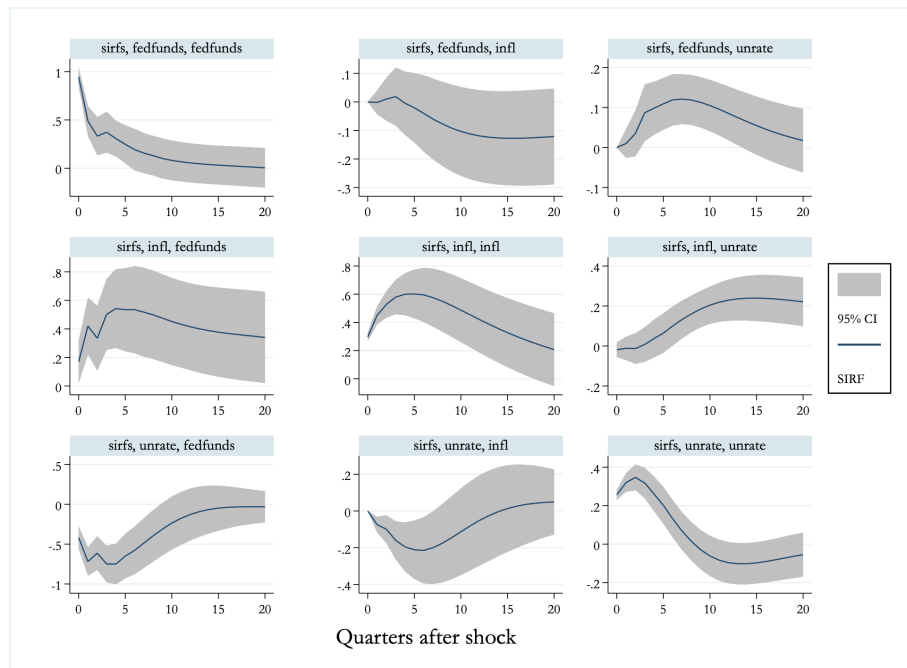 sirfs, fedfunds, fedfunds
sirfs, fedfunds, infl
sirfs, fedfunds, unrate
1
.5
0
0 5 10 15 20
.1
0
-.1
-.2
-.3
0 5 10 15 20
.2
.1
0
-.1
0 5 10 15 20
sirfs, infl, fedfunds
sirfs, infl, infl
sirfs, infl, unrate
.8
.6
.4
.2
0
0 5 10 15 20
.8
.6
.4
.2
0
0 5 10 15 20
.4
.2
0
-.2
0 5 10 15 20
95% CI
SIRF
sirfs, unrate, fedfunds
sirfs, unrate, infl
sirfs, unrate, unrate
.5
0
-.5
-1
0 5 10 15 20
.2
0
-.2
-.4
0 5 10 15 20
.4
.2
0
-.2
0 5 10 15 20
Quarters after shock